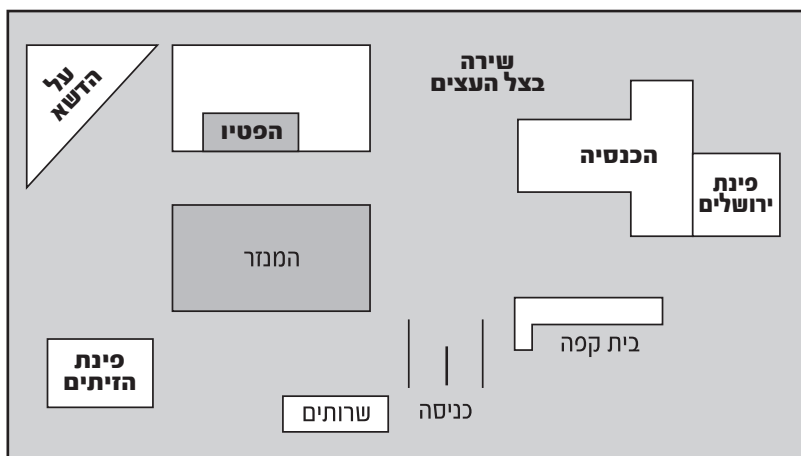 שירה
בצל העצים
על
הדשא
הפטיו
הכנסיה
פינת
ירושלים
המנזר
בית קפה
פינת
הזיתים
כניסה
שרותים